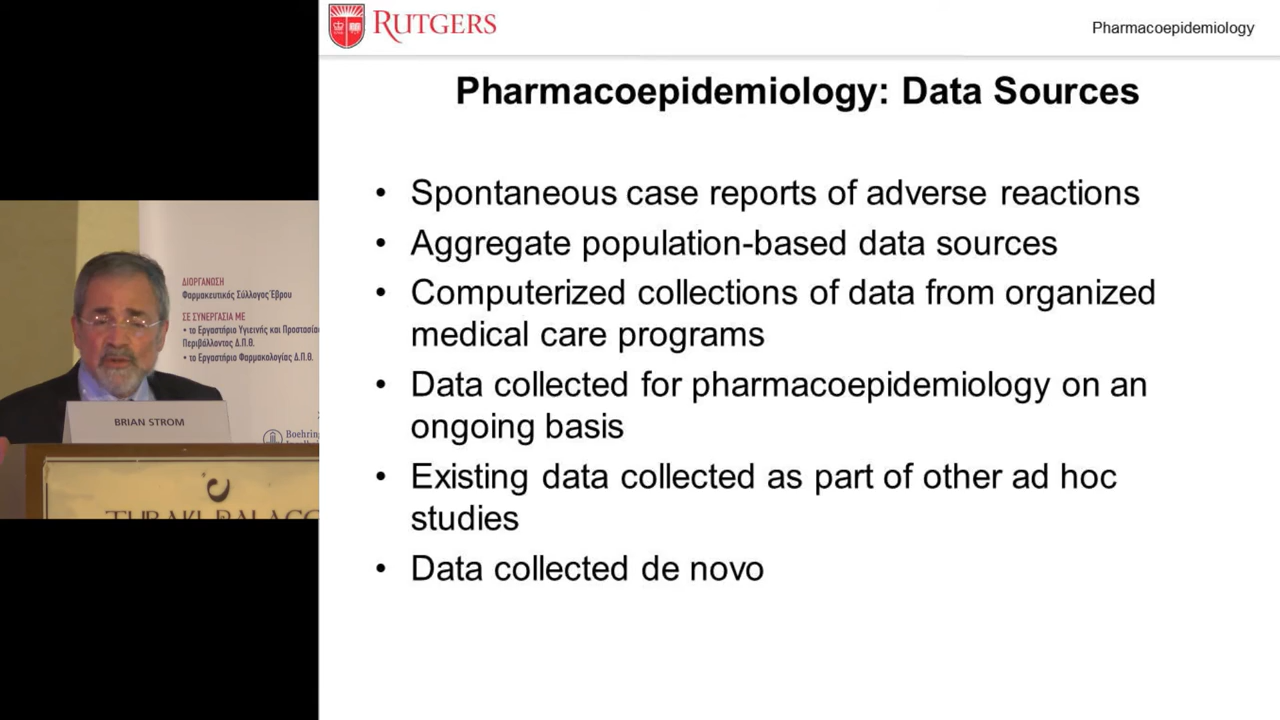 RUTGERS
Pharmacoepidemiology
Pharmacoepidemiology: Data Sources
• Spontaneous case reports of adverse reactions
• Aggregate population-based data sources
• Computerized collections of data from organized
medical care programs
• Data collected for pharmacoepidemiology on an
ongoing basis
• Existing data collected as part of other ad hoc
studies
• Data collected de novo
ΔΙΟΡΓΑΝΩΣΗ
Φαρμακευτικός Σύλλογος Έβρου
ΣΕ ΣΥΝΕΡΓΑΣΙΑ ΜΕ
• το Εργαστήριο Υγιεινής και Προστασίας
Περιβάλλοντος Δ.Π.Θ.
• το Εργαστήριο Φαρμακολογίας Δ.Π.Θ.
BRIAN STROM